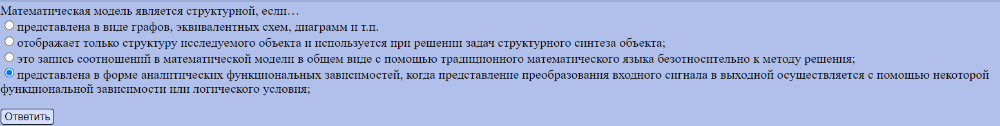 Математическая модель является структурной, если…
представлена в виде графов, эквивалентных схем, диаграмм и т.п.
отображает только структуру исследуемого объекта и используется при решении задач структурного синтеза объекта;
это запись соотношений в математической модели в общем виде с помощью традиционного математического языка безотносительно к методу решения;
представлена в форме аналитических функциональных зависимостей, когда представление преобразования входного сигнала в выходной осуществляется с помощью некоторой
функциональной зависимости или логического условия;
Ответить